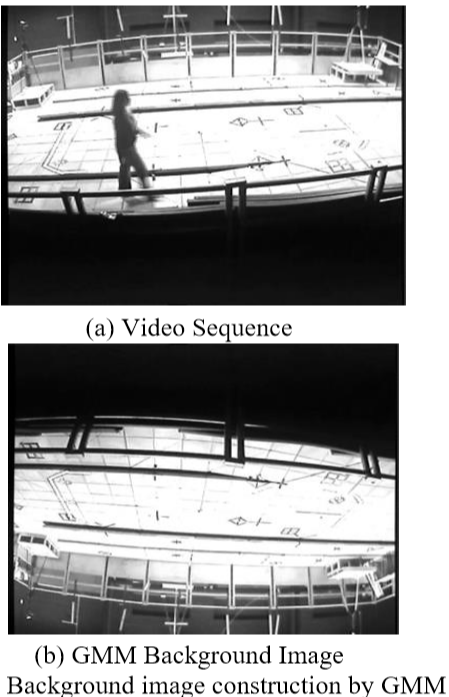 (a) Video Sequence
(b) GMM Background Image
Background image construction by GMM